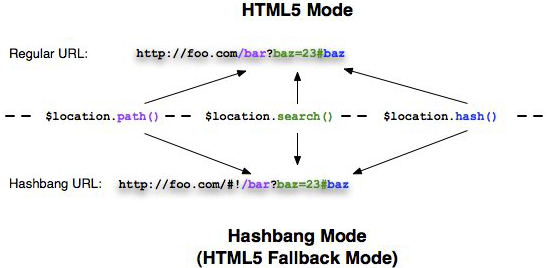 HTML5 Mode
Regular URL: http://foo.com/bar?baz=23#baz
$location.path() $location.search() $location.hash()
Hashbang URL: http://foo.com/#!/bar?baz=23#baz
Hashbang Mode
(HTML5 Fallback Mode)